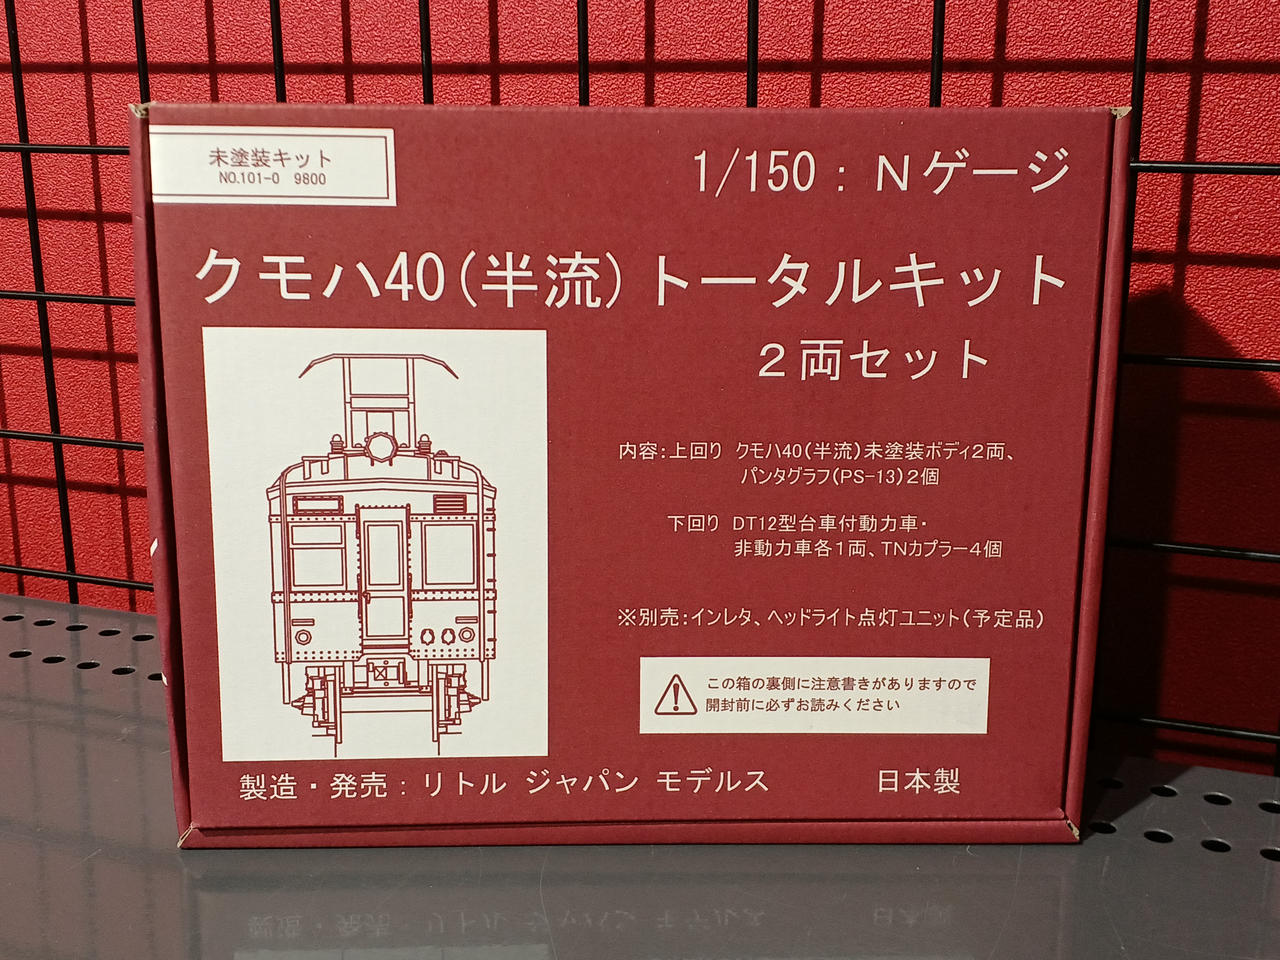 未塗装キット
NO.101-0 9800
1/150：Nゲージ
クモハ40(半流)トータルキット
2両セット
内容：上回り クモハ40(半流)未塗装ボディ2両、
パンタグラフ(PS-13)2個
下回り DT12型台車付動力車・
非動力車各1両、TNカプラー4個
※別売：インレタ、ヘッドライト点灯ユニット(予定品)
この箱の裏側に注意書きがありますので
開封前に必ずお読みください
製造・発売：リトル ジャパン モデルス 日本製